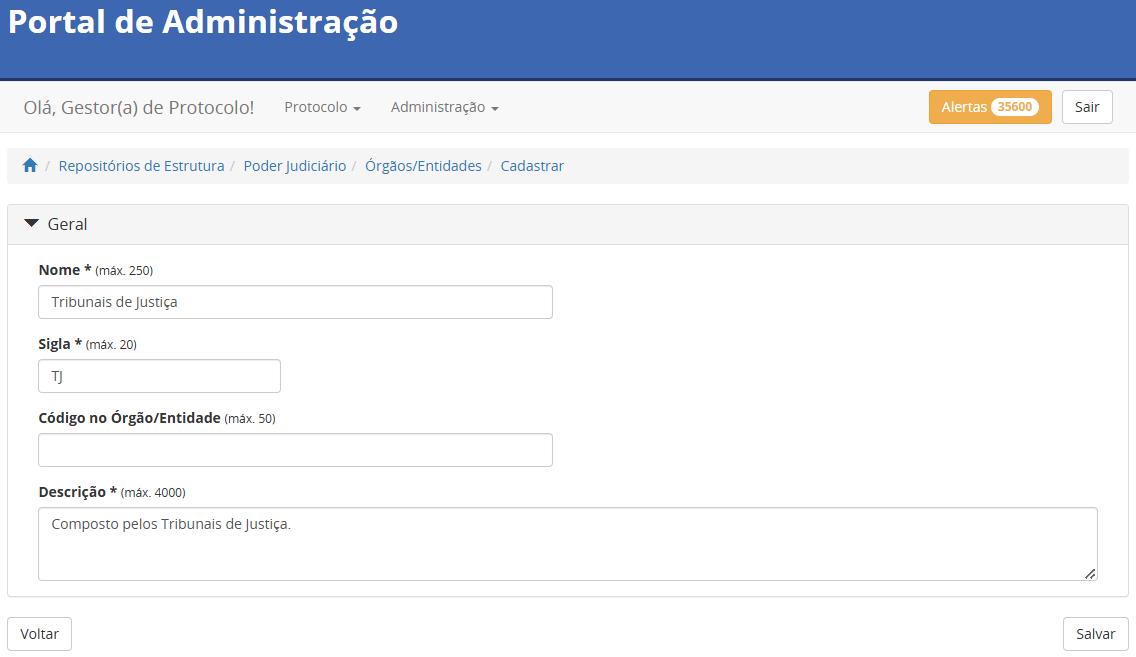 Portal de Administração
Olá, Gestor(a) de Protocolo! Protocolo Administração Alertas 35600 Sair
/ Repositórios de Estrutura / Poder Judiciário / Órgãos/Entidades / Cadastrar
Geral
Nome * (máx. 250)
Tribunais de Justiça
Sigla * (máx. 20)
TJ
Código no Órgão/Entidade (máx. 50)
Descrição * (máx. 4000)
Composto pelos Tribunais de Justiça.
Voltar Salvar